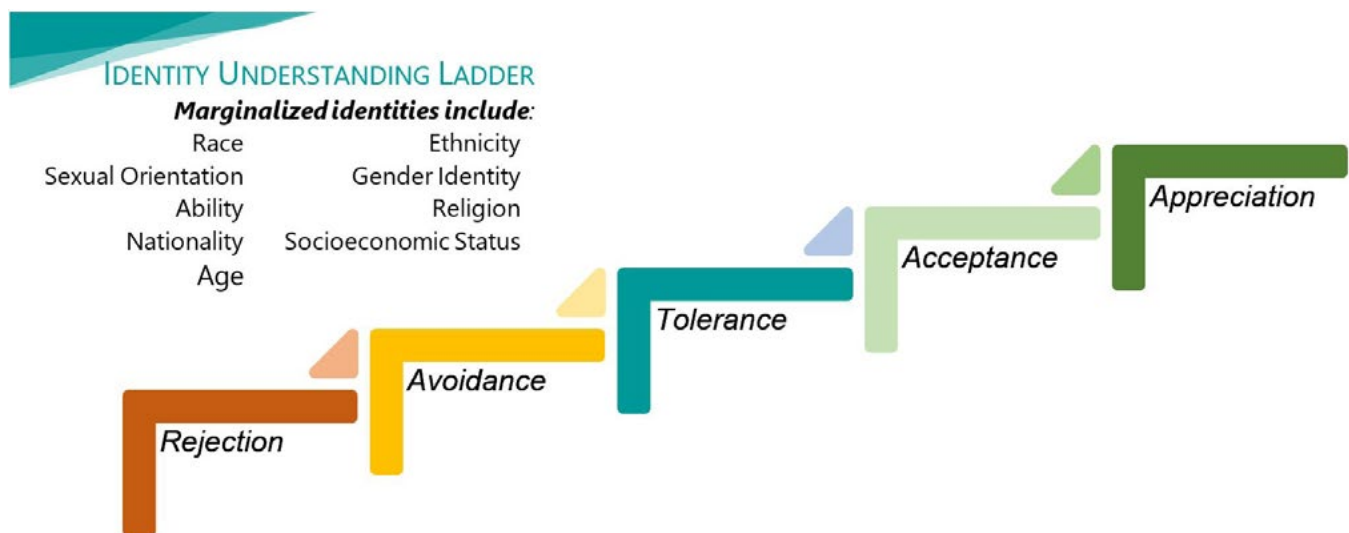 IDENTITY UNDERSTANDING LADDER
Marginalized identities include:
Race Ethnicity
Sexual Orientation Gender Identity
Ability Religion
Nationality Socioeconomic Status
Age
Rejection
Avoidance
Tolerance
Acceptance
Appreciation